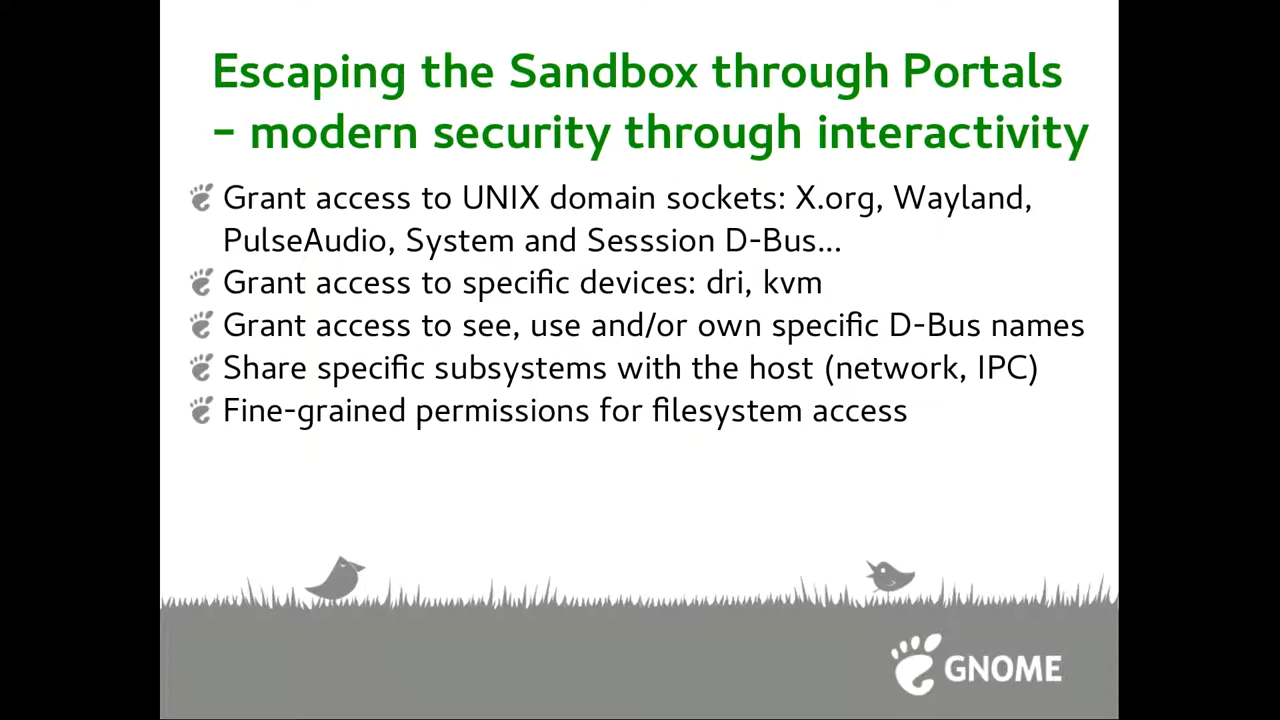 Escaping the Sandbox through Portals
– modern security through interactivity
Grant access to UNIX domain sockets: X.org, Wayland,
PulseAudio, System and Sesssion D-Bus...
Grant access to specific devices: dri, kvm
Grant access to see, use and/or own specific D-Bus names
Share specific subsystems with the host (network, IPC)
Fine-grained permissions for filesystem access
GNOME